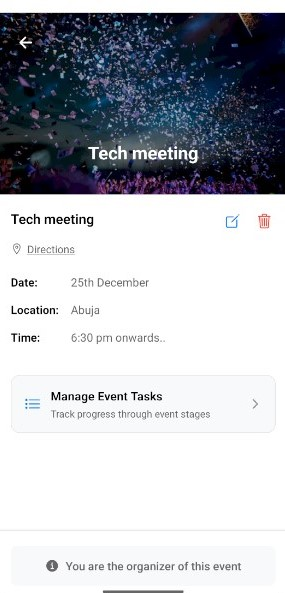 Tech meeting
Tech meeting
Directions
Date: 25th December
Location: Abuja
Time: 6:30 pm onwards..
Manage Event Tasks
Track progress through event stages
You are the organizer of this event